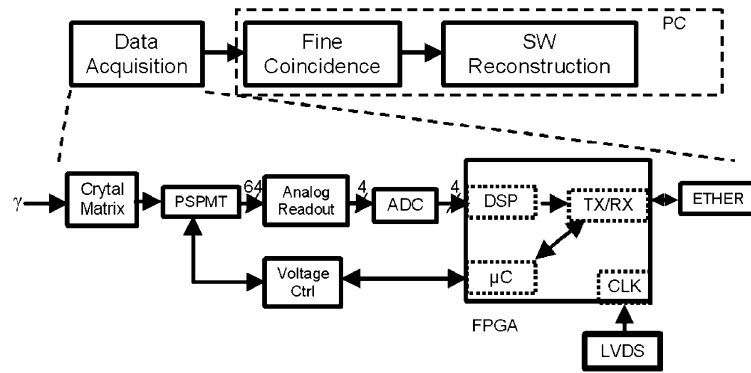 PC
Data
Acquisition
Fine
Coincidence
SW
Reconstruction
γ
Crytal
Matrix
PSPMT
64
Analog
Readout
4
ADC
4
DSP
TX/RX
ETHER
Voltage
Ctrl
µC
CLK
FPGA
LVDS